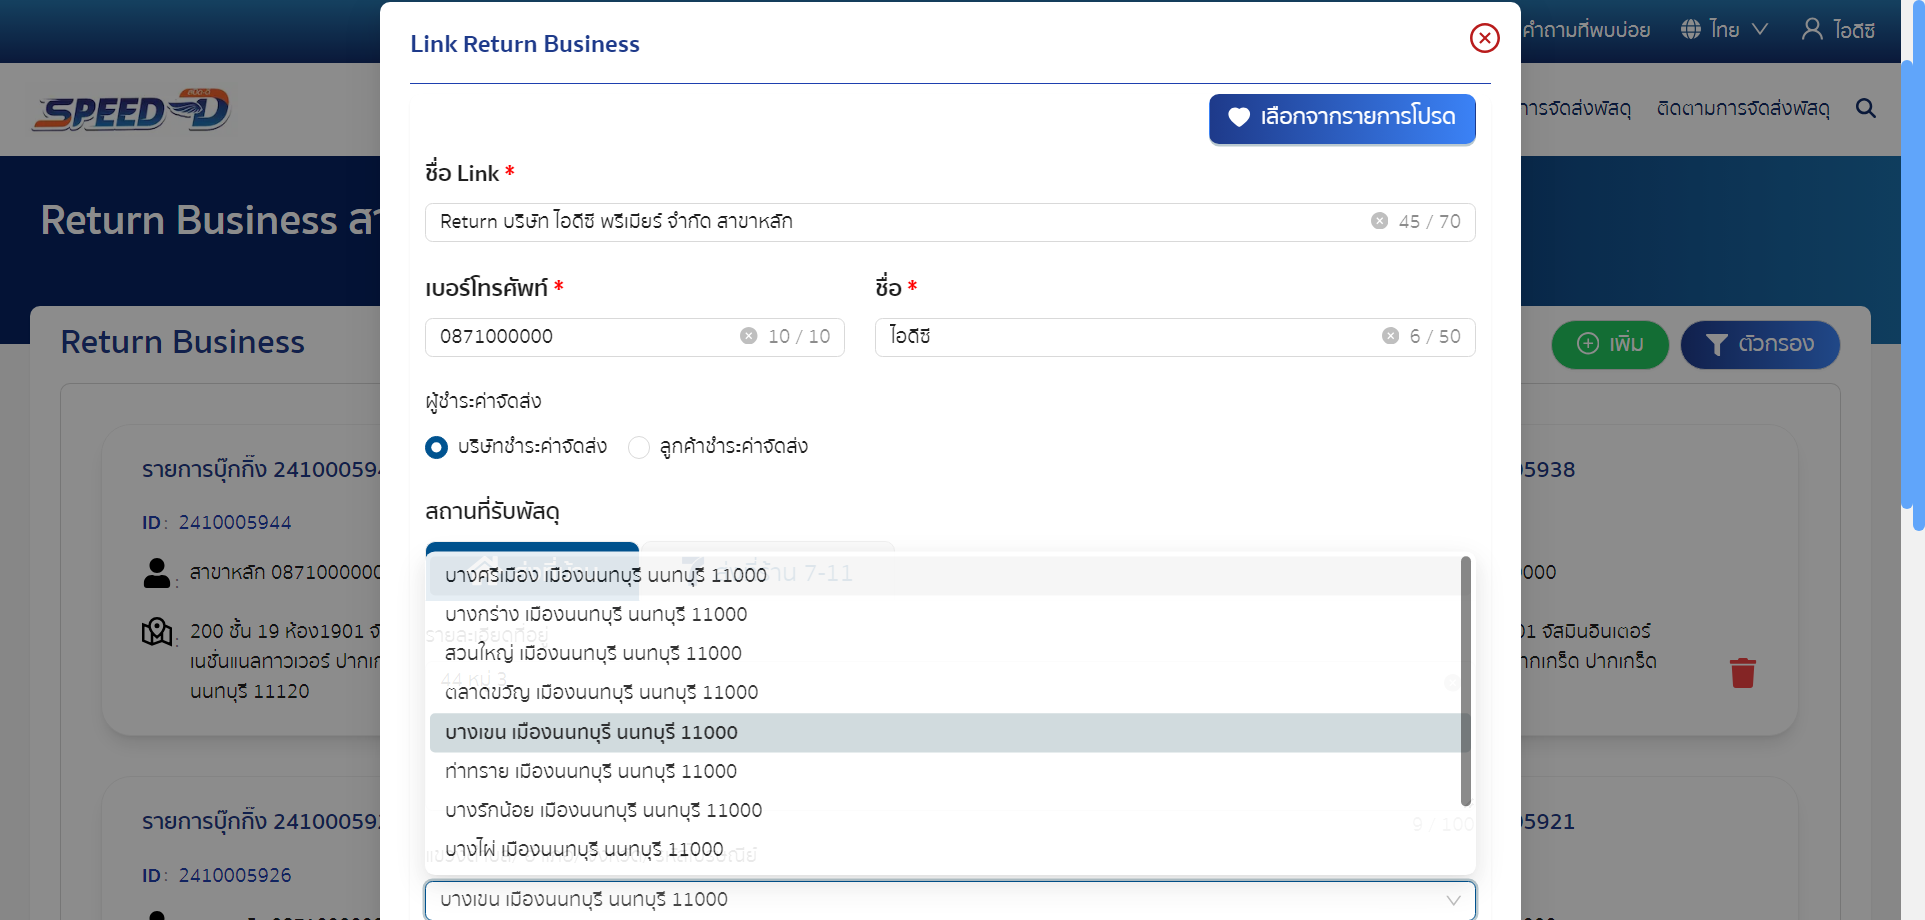 Link Return Business
คำถามที่พบบ่อย
ไทย
ไอดีซี
SPEED D
การจัดส่งพัสดุ
ติดตามการจัดส่งพัสดุ
เลือกจากรายการโปรด
Return Business
ชื่อ Link *
Return บริษัท ไอดีซี พรีเมียร์ จำกัด สาขาหลัก
45 / 70
เบอร์โทรศัพท์ *
ชื่อ *
0871000000
10 / 10
ไอดีซี
6 / 50
Return Business
เพิ่ม
ตัวกรอง
ผู้ชำระค่าจัดส่ง
บริษัทชำระค่าจัดส่ง
ลูกค้าชำระค่าจัดส่ง
รายการบุ๊กกิ้ง 241000594
5938
สถานที่รับพัสดุ
ID : 2410005944
สาขาหลัก 0871000000
000
200 ชั้น 19 ห้อง1901 จั
เนชั่นแนลทาวเวอร์ ปากเก
นนทบุรี 11120
01 จัสมินอินเตอร์
ากเกร็ด ปากเกร็ด
ร้าน 7-11
บางศรีเมือง เมืองนนทบุรี นนทบุรี 11000
บางกร่าง เมืองนนทบุรี นนทบุรี 11000
รายละเอียดที่อยู่
สวนใหญ่ เมืองนนทบุรี นนทบุรี 11000
44 หมู่ 3
ตลาดขวัญ เมืองนนทบุรี นนทบุรี 11000
บางเขน เมืองนนทบุรี นนทบุรี 11000
ท่าทราย เมืองนนทบุรี นนทบุรี 11000
บางรักน้อย เมืองนนทบุรี นนทบุรี 11000
9 / 100
บางไผ่ เมืองนนทบุรี นนทบุรี 11000
บางเขน เมืองนนทบุรี นนทบุรี 11000
รายการบุ๊กกิ้ง 24100059
5921
ID : 2410005926